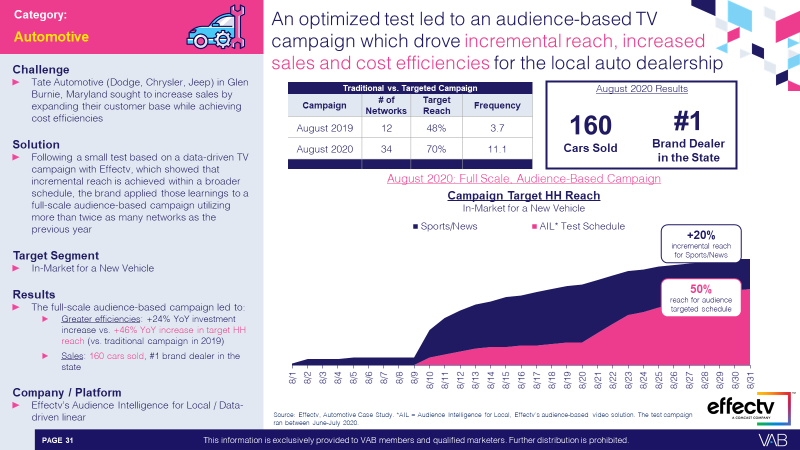 Category:
Automotive
An optimized test led to an audience-based TV
campaign which drove incremental reach, increased
sales and cost efficiencies for the local auto dealership
Challenge
Tate Automotive (Dodge, Chrysler, Jeep) in Glen
Burnie, Maryland sought to increase sales by
expanding their customer base while achieving
cost efficiencies
Solution
Following a small test based on a data-driven TV
campaign with Effectv, which showed that
incremental reach is achieved within a broader
schedule, the brand applied those learnings to a
full-scale audience-based campaign utilizing
more than twice as many networks as the
previous year
Target Segment
In-Market for a New Vehicle
Results
The full-scale audience-based campaign led to:
Greater efficiencies: +24% YoY investment
increase vs. +46% YoY increase in target HH
reach (vs. traditional campaign in 2019)
Sales: 160 cars sold, #1 brand dealer in the
state
Company / Platform
Effectv's Audience Intelligence for Local / Data-
driven linear
Traditional vs. Targeted Campaign
Campaign # of Networks Target Reach Frequency
August 2019 12 48% 3.7
August 2020 34 70% 11.1
August 2020 Results
160
Cars Sold
#1
Brand Dealer
in the State
August 2020: Full Scale, Audience-Based Campaign
Campaign Target HH Reach
In-Market for a New Vehicle
Sports/News AIL* Test Schedule
+20%
incremental reach
for Sports/News
50%
reach for audience
targeted schedule
8/1 8/2 8/3 8/4 8/5 8/6 8/7 8/8 8/9 8/10 8/11 8/12 8/13 8/14 8/15 8/16 8/17 8/18 8/19 8/20 8/21 8/22 8/23 8/24 8/25 8/26 8/27 8/28 8/29 8/30 8/31
Source: Effectv, Automotive Case Study. *AIL = Audience Intelligence for Local, Effectv's audience-based video solution. The test campaign
ran between June-July 2020.
effectv
A COMCAST COMPANY
PAGE 31
This information is exclusively provided to VAB members and qualified marketers. Further distribution is prohibited.
VAB